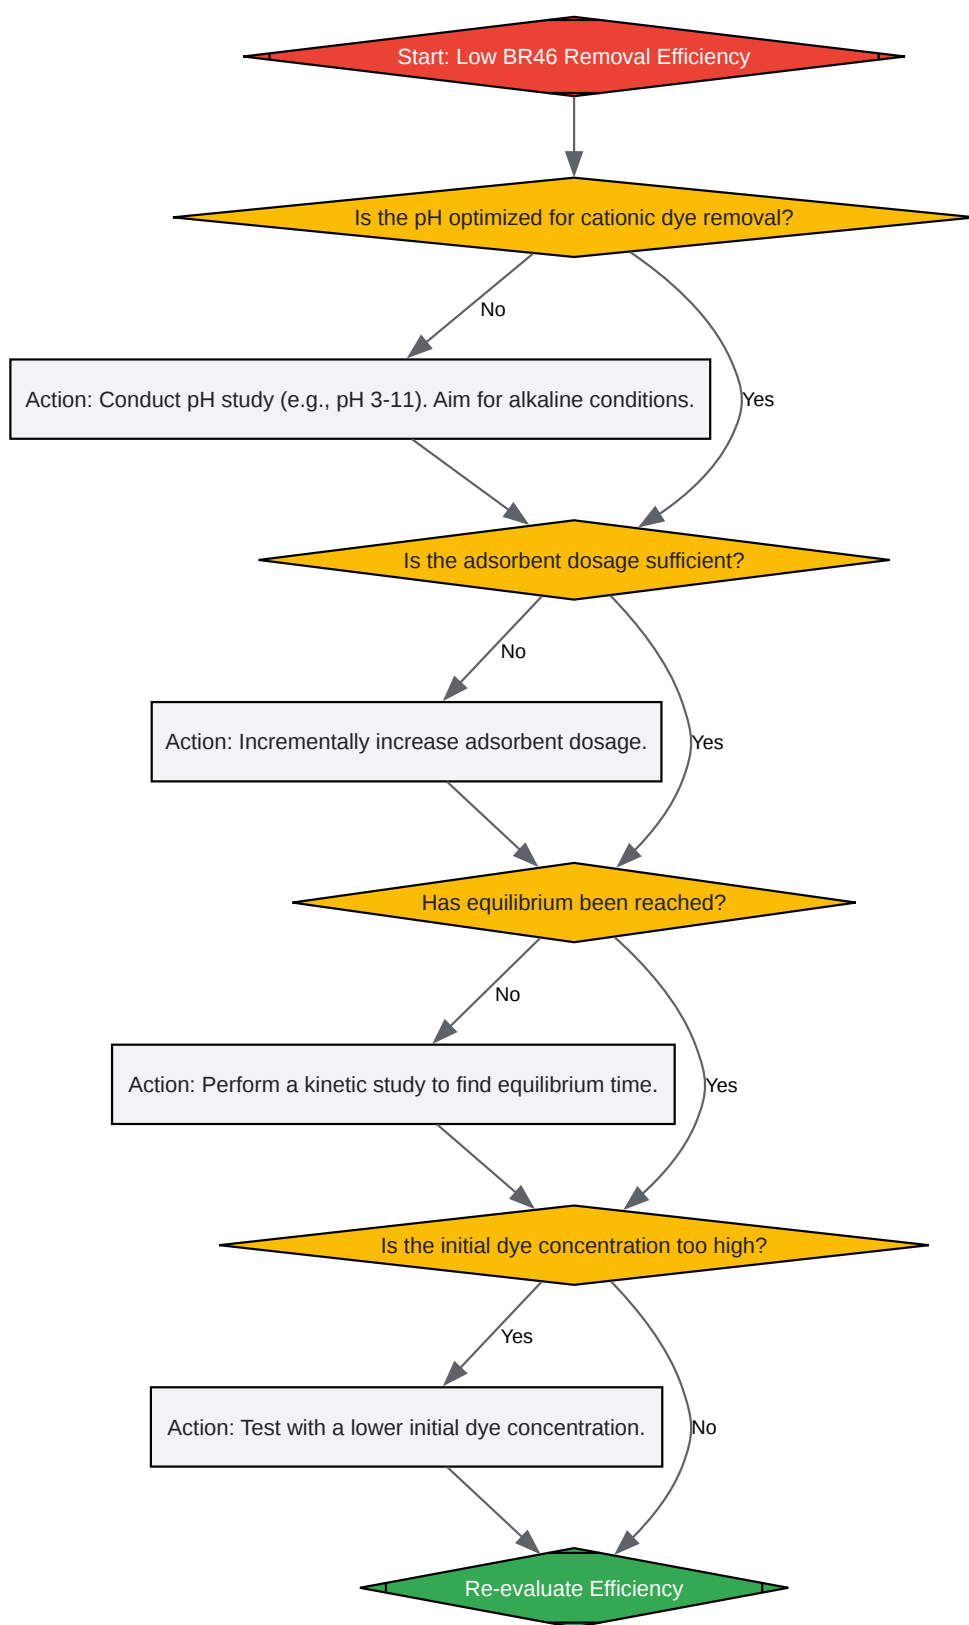 Start: Low BR46 Removal Efficiency
Is the pH optimized for cationic dye removal?
No
Action: Conduct pH study (e.g., pH 3-11). Aim for alkaline conditions.
Yes
Is the adsorbent dosage sufficient?
No
Action: Incrementally increase adsorbent dosage.
Yes
Has equilibrium been reached?
No
Action: Perform a kinetic study to find equilibrium time.
Yes
Is the initial dye concentration too high?
Yes
Action: Test with a lower initial dye concentration.
No
Re-evaluate Efficiency